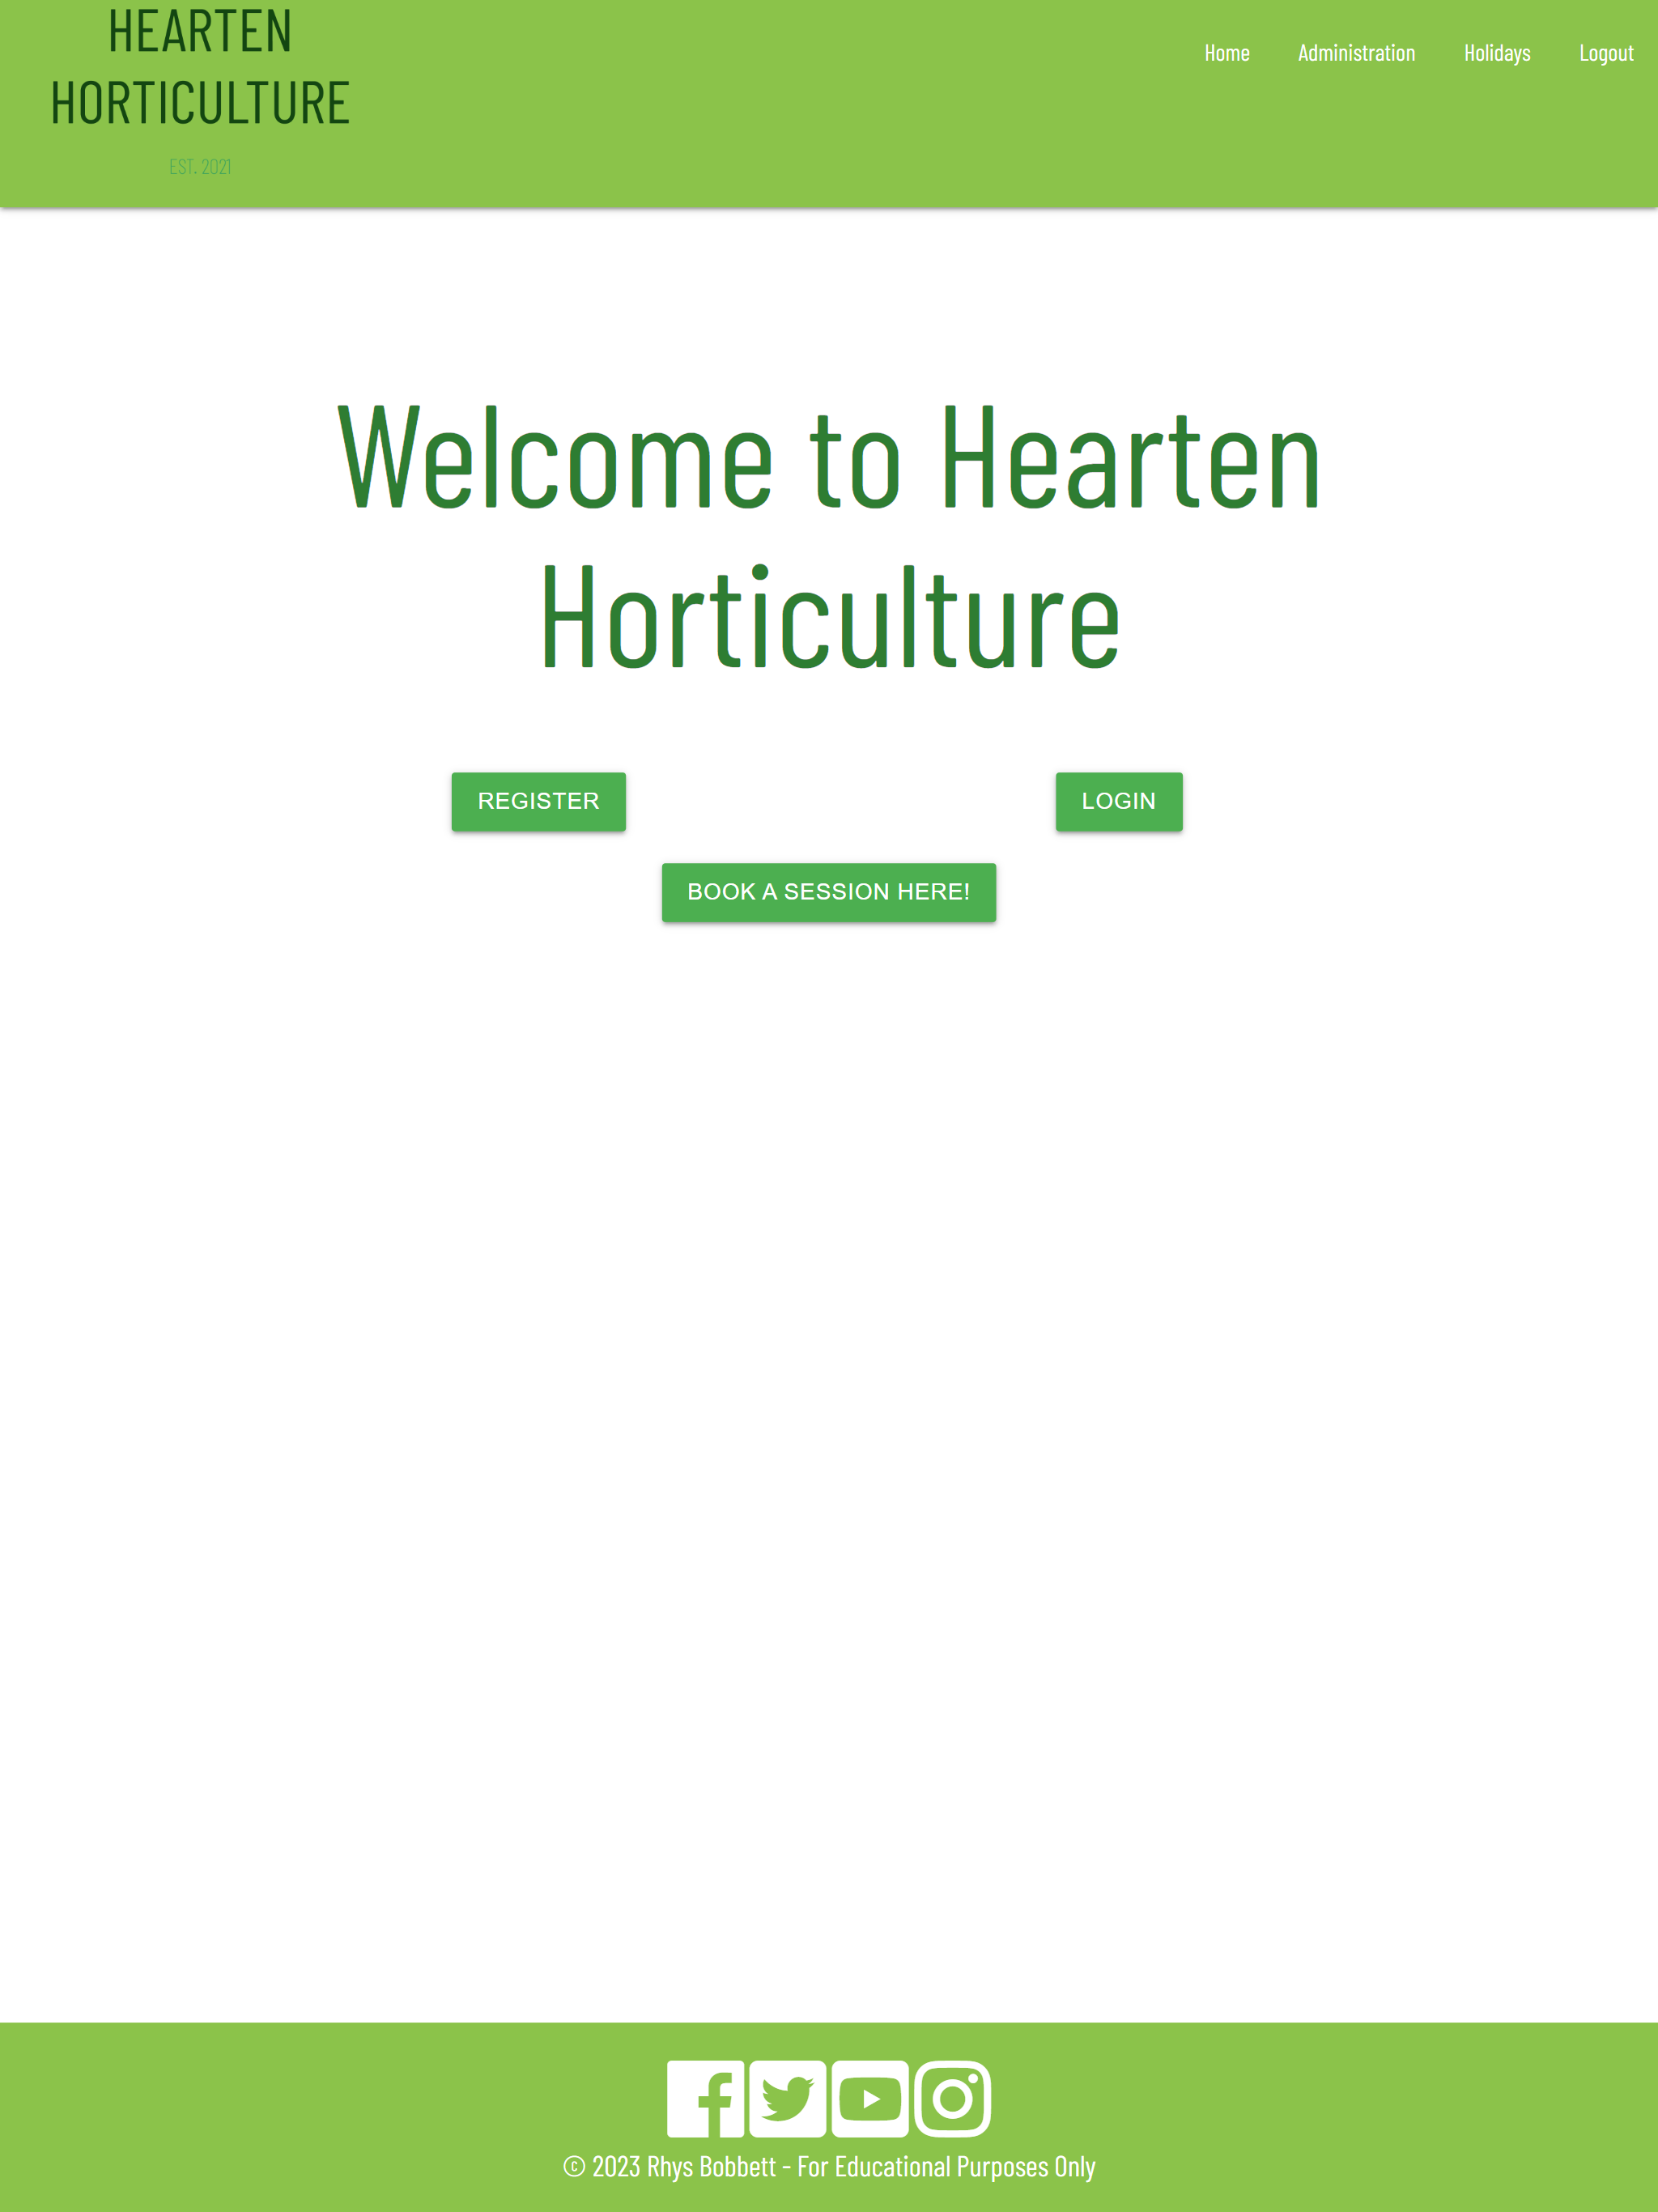 HEARTEN
HORTICULTURE
EST. 2021
Home Administration Holidays Logout
Welcome to Hearten
Horticulture
REGISTER LOGIN
BOOK A SESSION HERE!
© 2023 Rhys Bobbett - For Educational Purposes Only